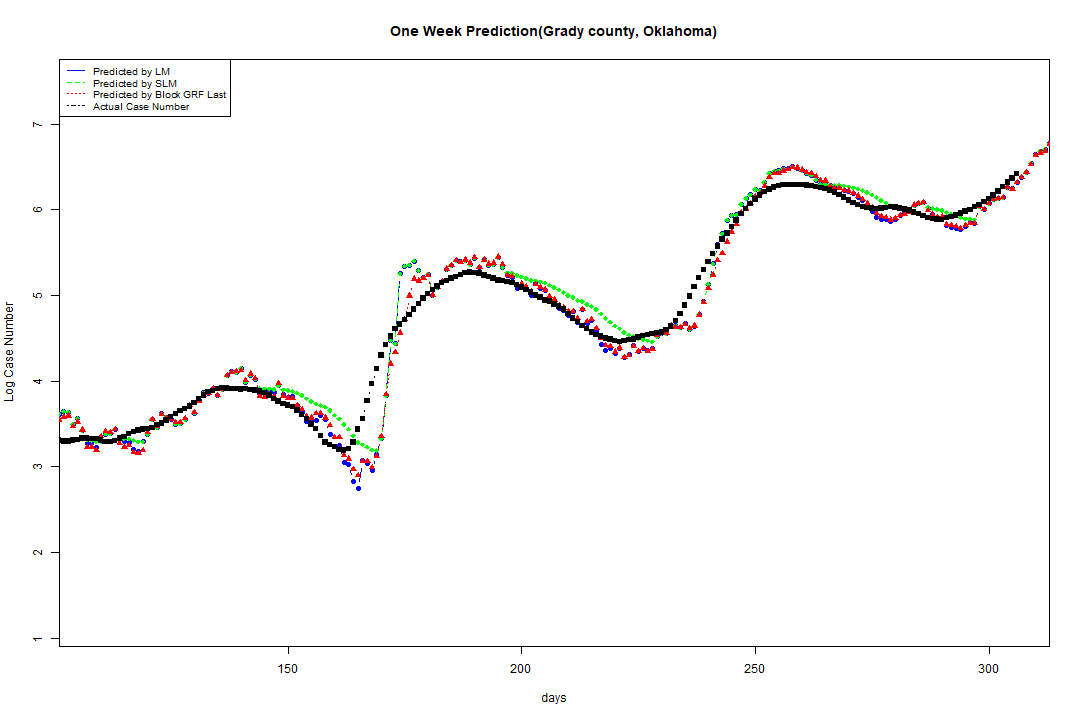 One Week Prediction(Grady county, Oklahoma)
Predicted by LM
Predicted by SLM
Predicted by Block GRF Last
Actual Case Number
7
6
5
4
3
2
1
Log Case Number
150 200 250 300
days